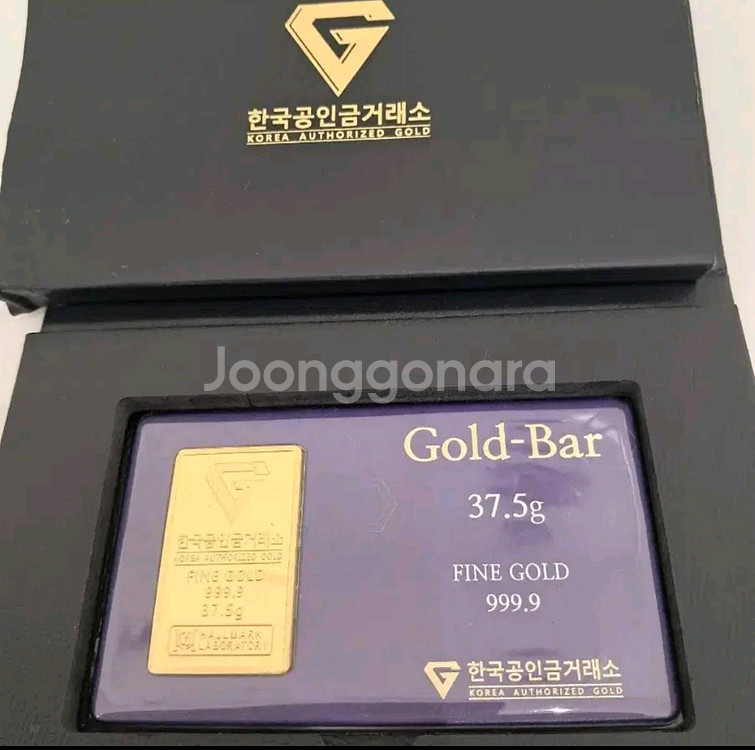 한국공인금거래소
KOREA AUTHORIZED GOLD
Joonggonara
Gold-Bar
37.5g
FINE GOLD
999.9
한국공인금거래소
KOREA AUTHORIZED GOLD
한국공인금거래소
KOREA AUTHORIZED GOLD
FINE GOLD
999.9
37.5g
HALLMARK
LABORATORY